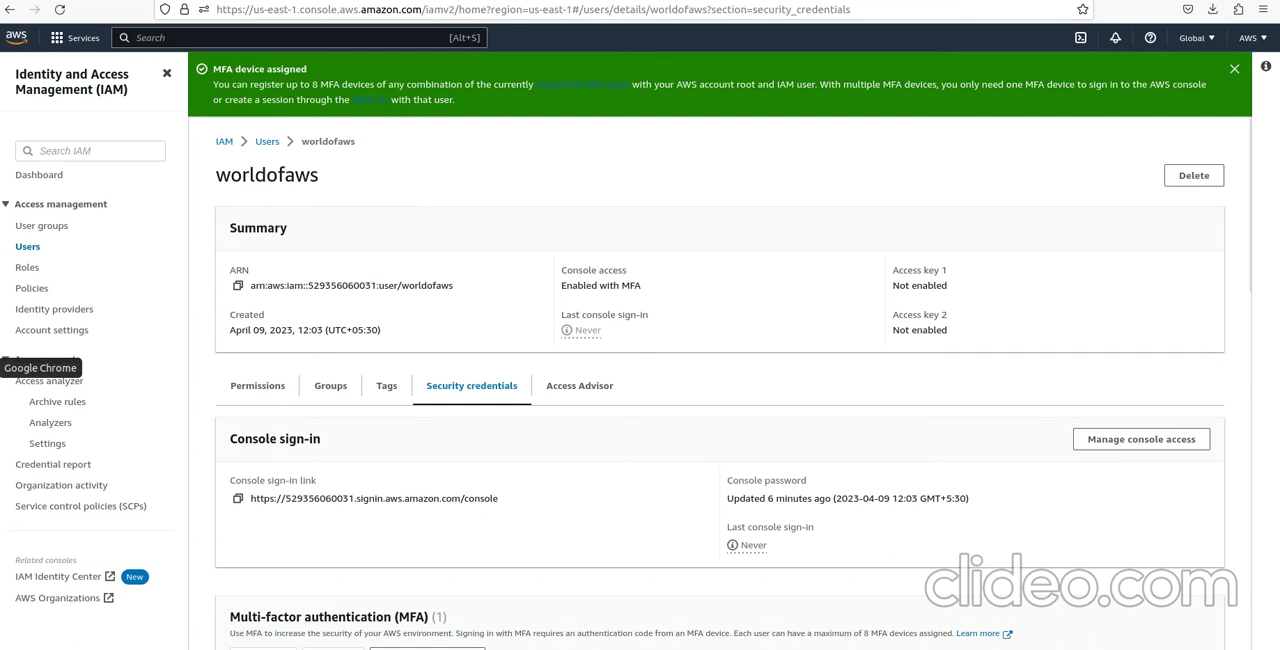 https://us-east-1.console.aws.amazon.com/iamv2/home?region=us-east-1#/users/details/worldofaws?section=security_credentials
aws
Services
Search
[Alt+S]
Global
AWS
Identity and Access
Management (IAM)
Search IAM
Dashboard
Access management
User groups
Users
Roles
Policies
Identity providers
Account settings
Google Chrome
Access analyzer
Archive rules
Analyzers
Settings
Credential report
Organization activity
Service control policies (SCPs)
Related consoles
IAM Identity Center New
AWS Organizations
MFA device assigned
You can register up to 8 MFA devices of any combination of the currently with your AWS account root and IAM user. With multiple MFA devices, you only need one MFA device to sign in to the AWS console
or create a session through the with that user.
IAM Users worldofaws
worldofaws
Delete
Summary
ARN
arn:aws:iam::529356060031:user/worldofaws
Created
April 09, 2023, 12:03 (UTC+05:30)
Console access
Enabled with MFA
Last console sign-in
Never
Access key 1
Not enabled
Access key 2
Not enabled
Permissions Groups Tags Security credentials Access Advisor
Console sign-in
Manage console access
Console sign-in link
https://529356060031.signin.aws.amazon.com/console
Console password
Updated 6 minutes ago (2023-04-09 12:03 GMT+5:30)
Last console sign-in
Never
Multi-factor authentication (MFA) (1)
Use MFA to increase the security of your AWS environment. Signing in with MFA requires an authentication code from an MFA device. Each user can have a maximum of 8 MFA devices assigned. Learn more
clideo.com